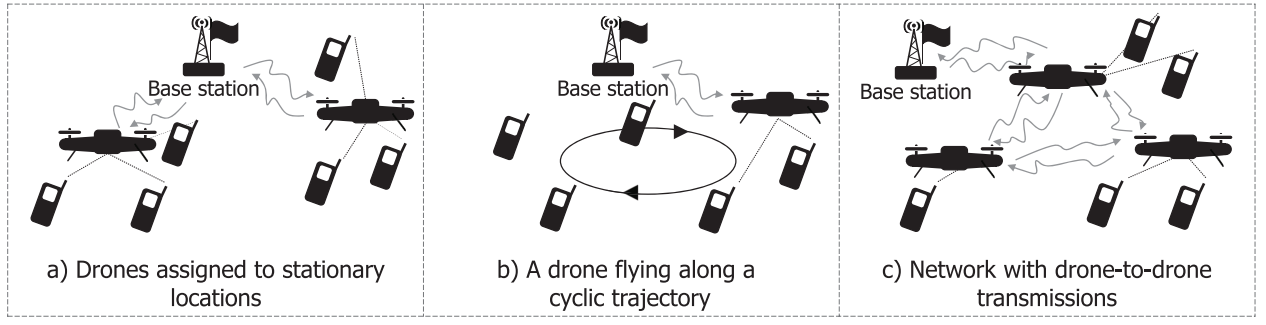 Base station
a) Drones assigned to stationary
locations
Base station
b) A drone flying along a
cyclic trajectory
Base station
c) Network with drone-to-drone
transmissions